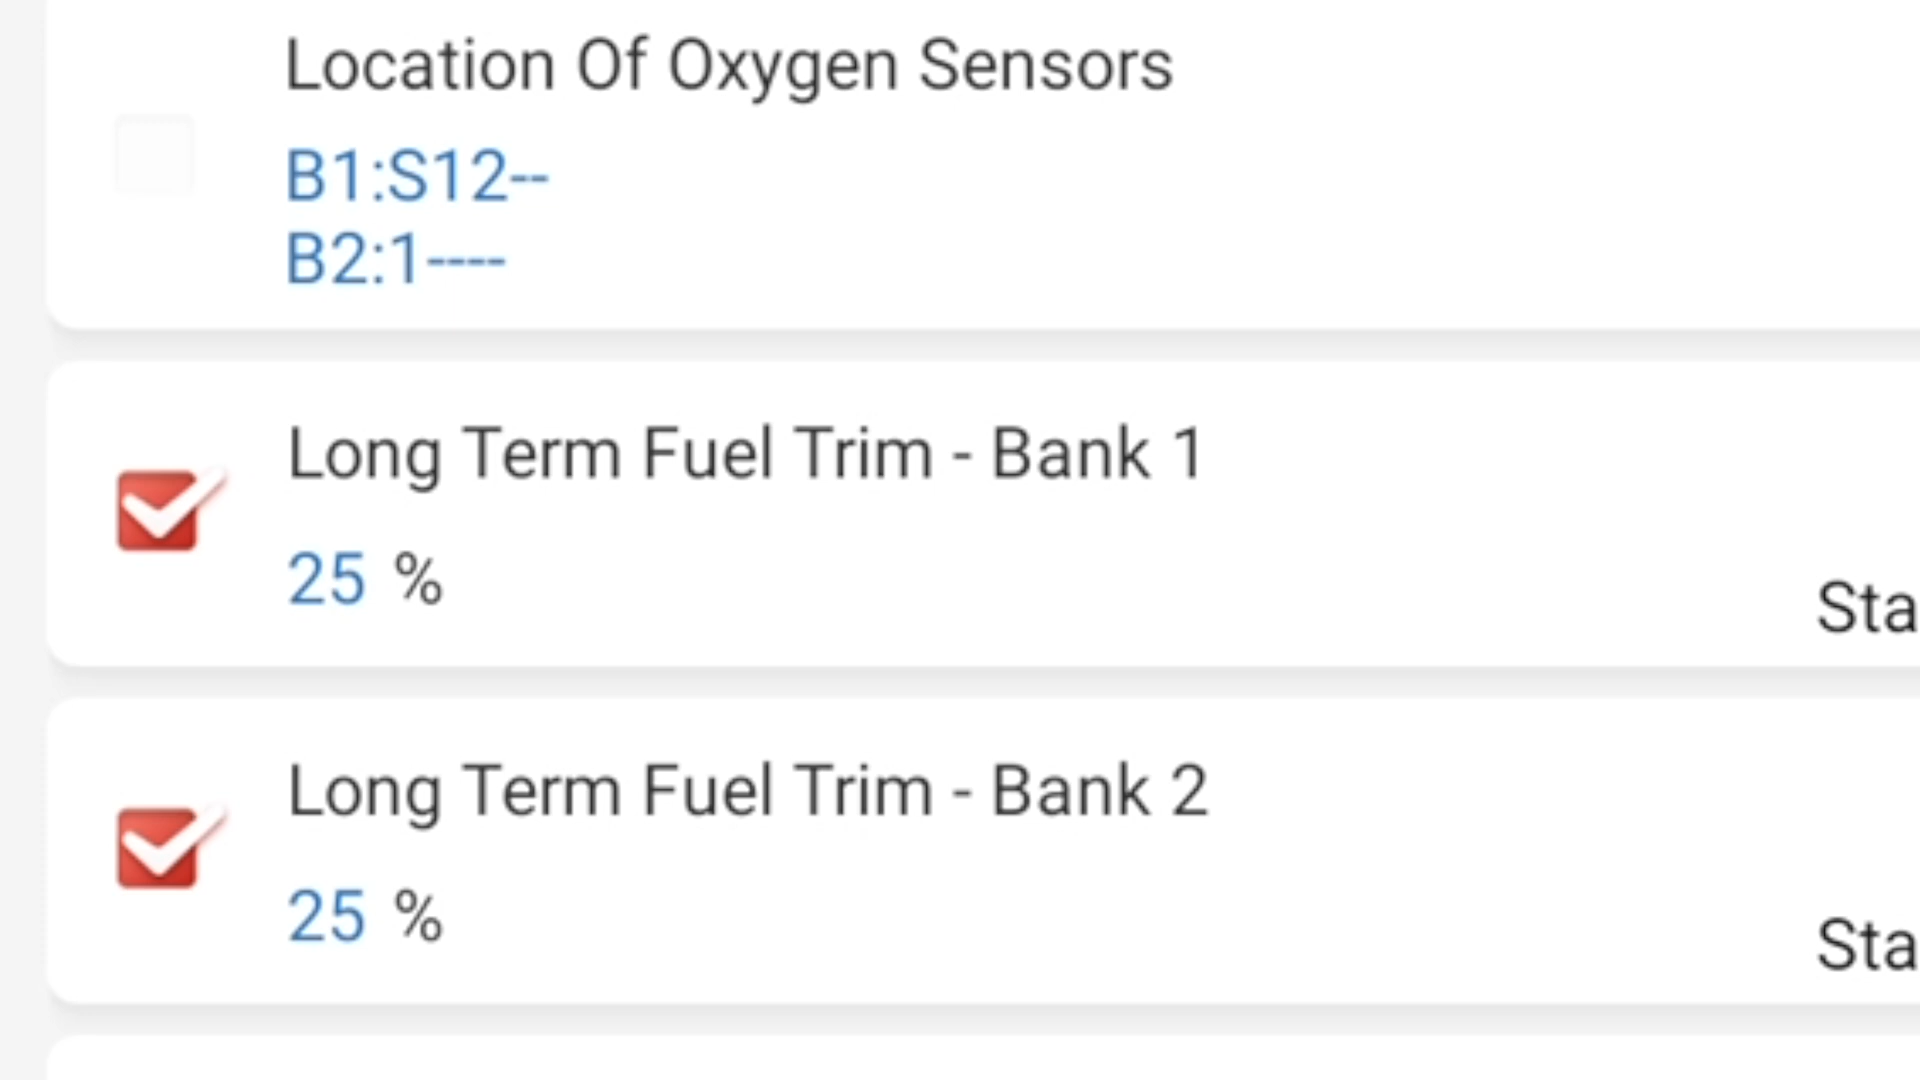 Location Of Oxygen Sensors
B1:S12--
B2:1----
Long Term Fuel Trim - Bank 1
25 %
Sta
Long Term Fuel Trim - Bank 2
25 %
Sta